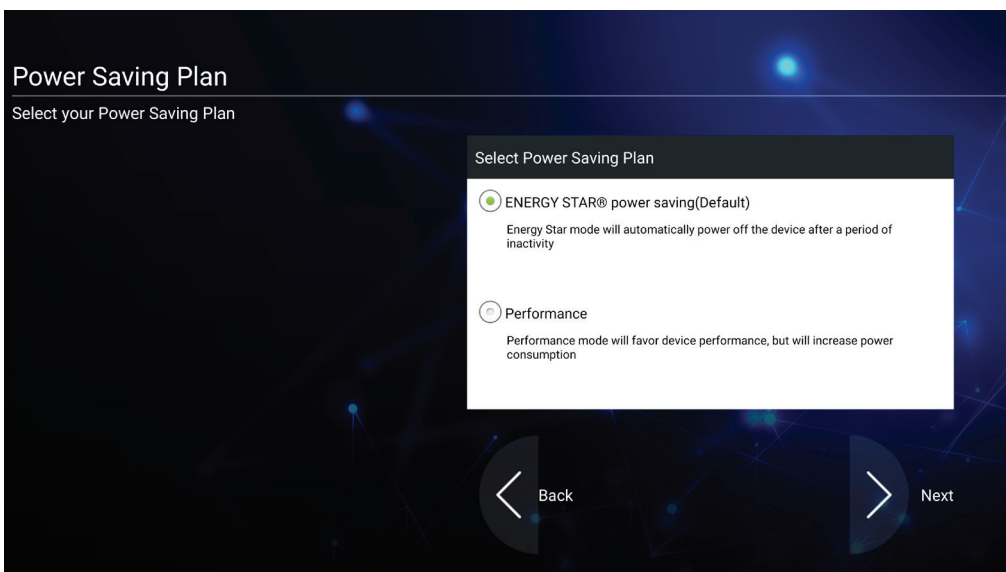 Power Saving Plan
Select your Power Saving Plan
Select Power Saving Plan
ENERGY STAR® power saving(Default)
Energy Star mode will automatically power off the device after a period of
inactivity
Performance
Performance mode will favor device performance, but will increase power
consumption
Back
Next